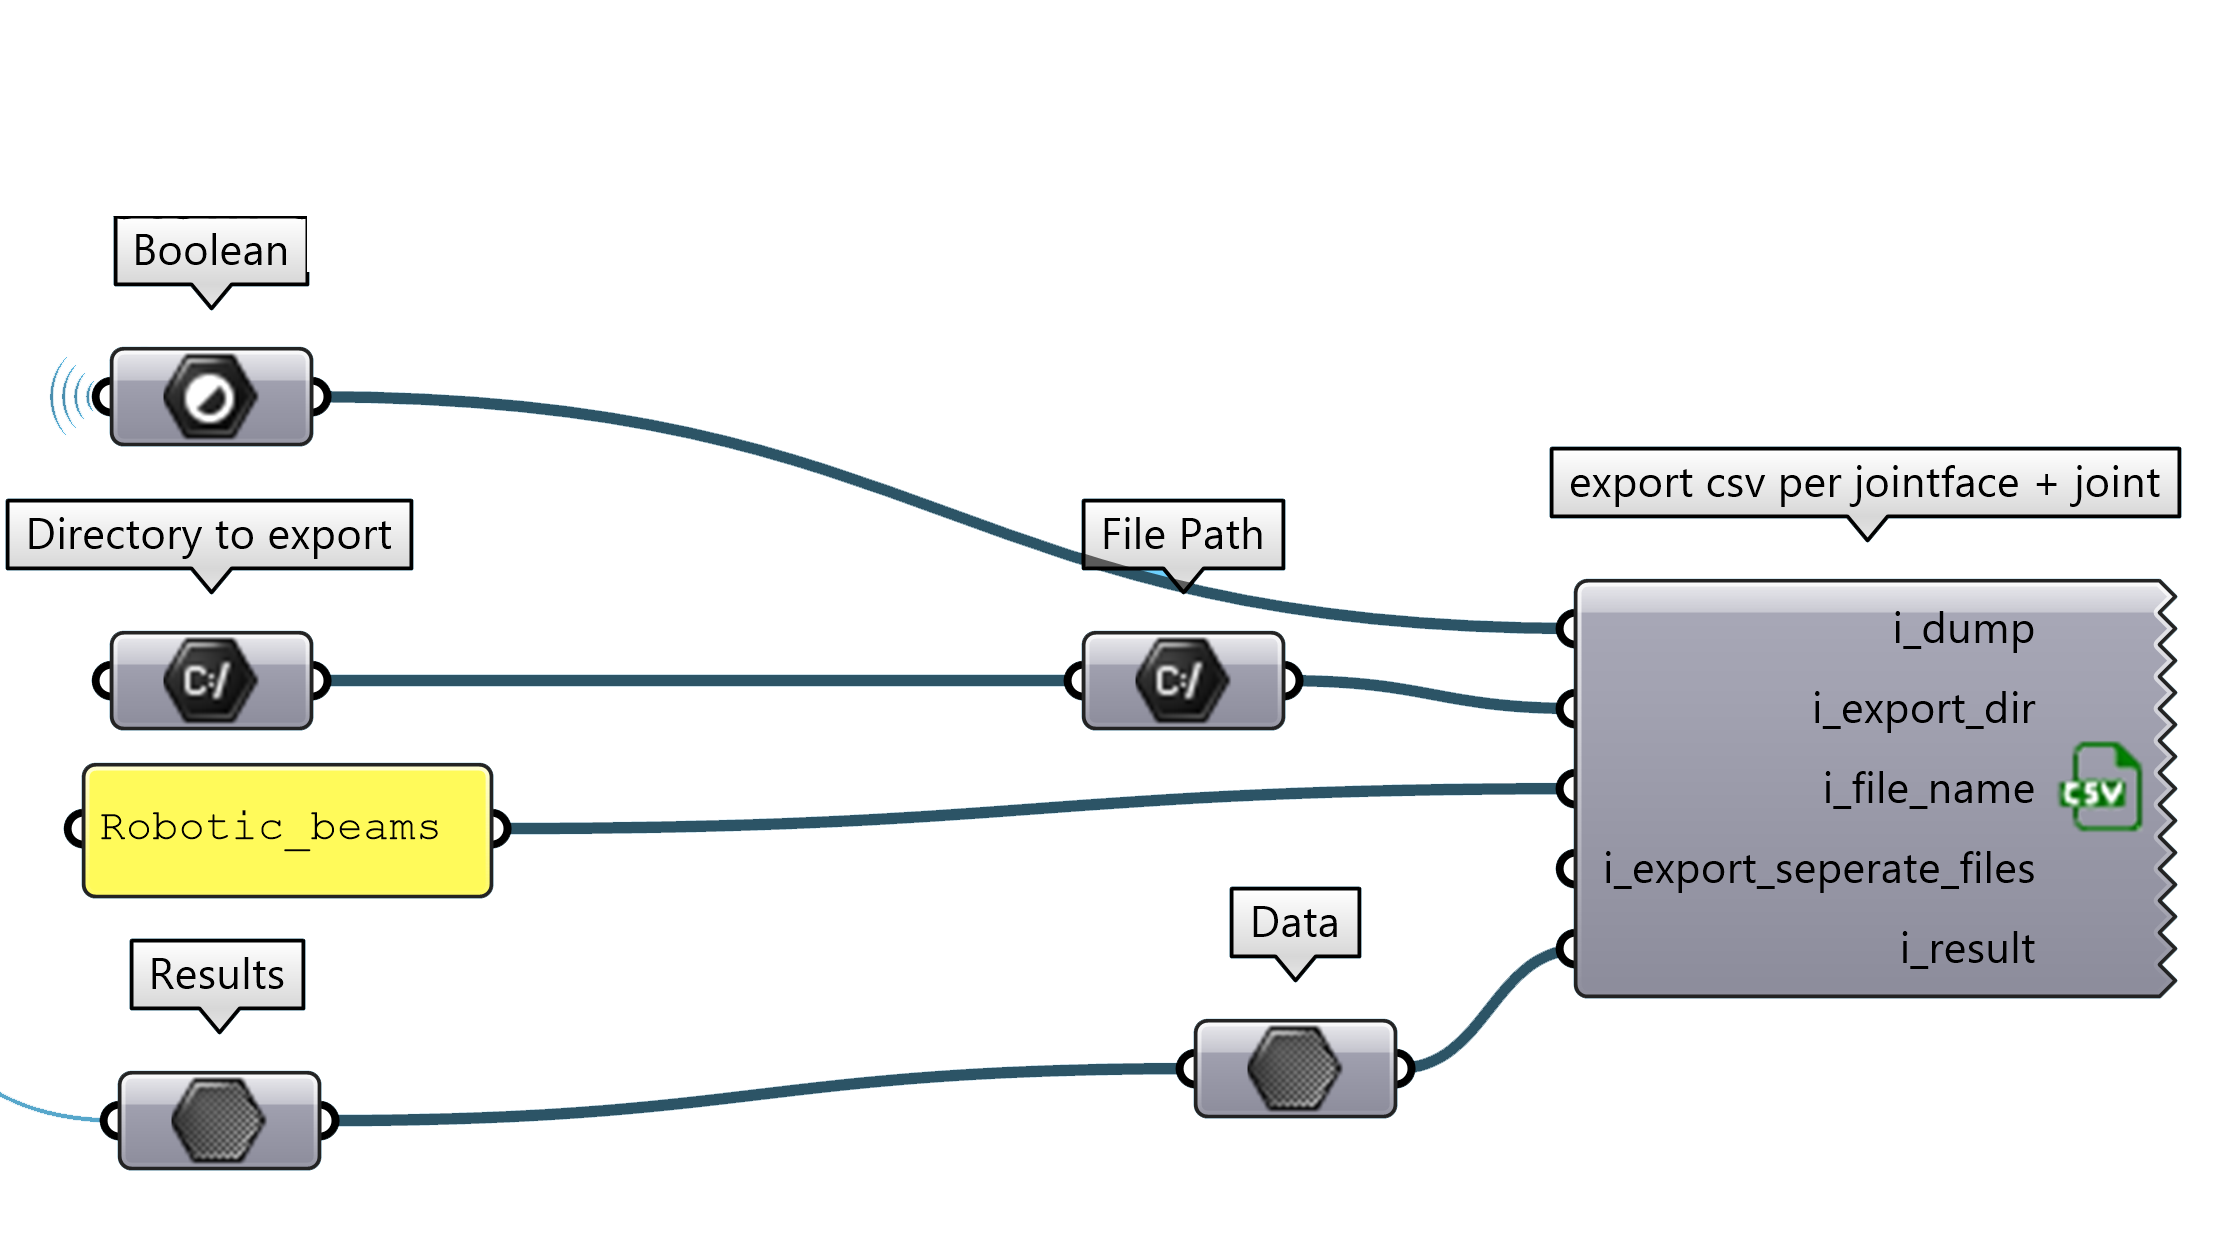 Boolean
Directory to export
C:/
File Path
C:/
export csv per jointface + joint
i_dump
i_export_dir
i_file_name
CSV
i_export_seperate_files
i_result
Robotic_beams
Data
Results